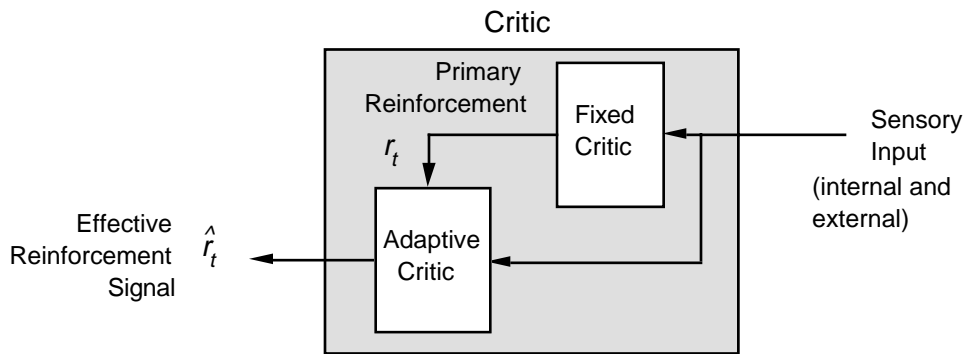 Critic
Primary
Reinforcement
r_t
Fixed
Critic
Sensory
Input
(internal and
external)
Adaptive
Critic
Effective
Reinforcement
Signal
r̂_t